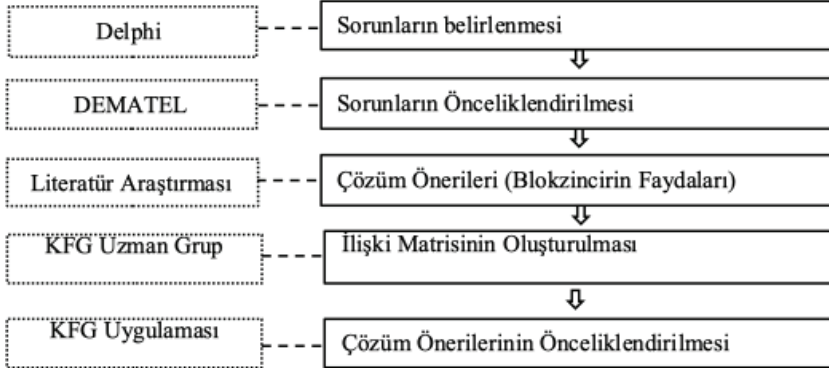 Delphi
Sorunların belirlenmesi
DEMATEL
Sorunların Önceliklendirilmesi
Literatür Araştırması
Çözüm Önerileri (Blokzincirin Faydaları)
KFG Uzman Grup
İlişki Matrisinin Oluşturulması
KFG Uygulaması
Çözüm Önerilerinin Önceliklendirilmesi